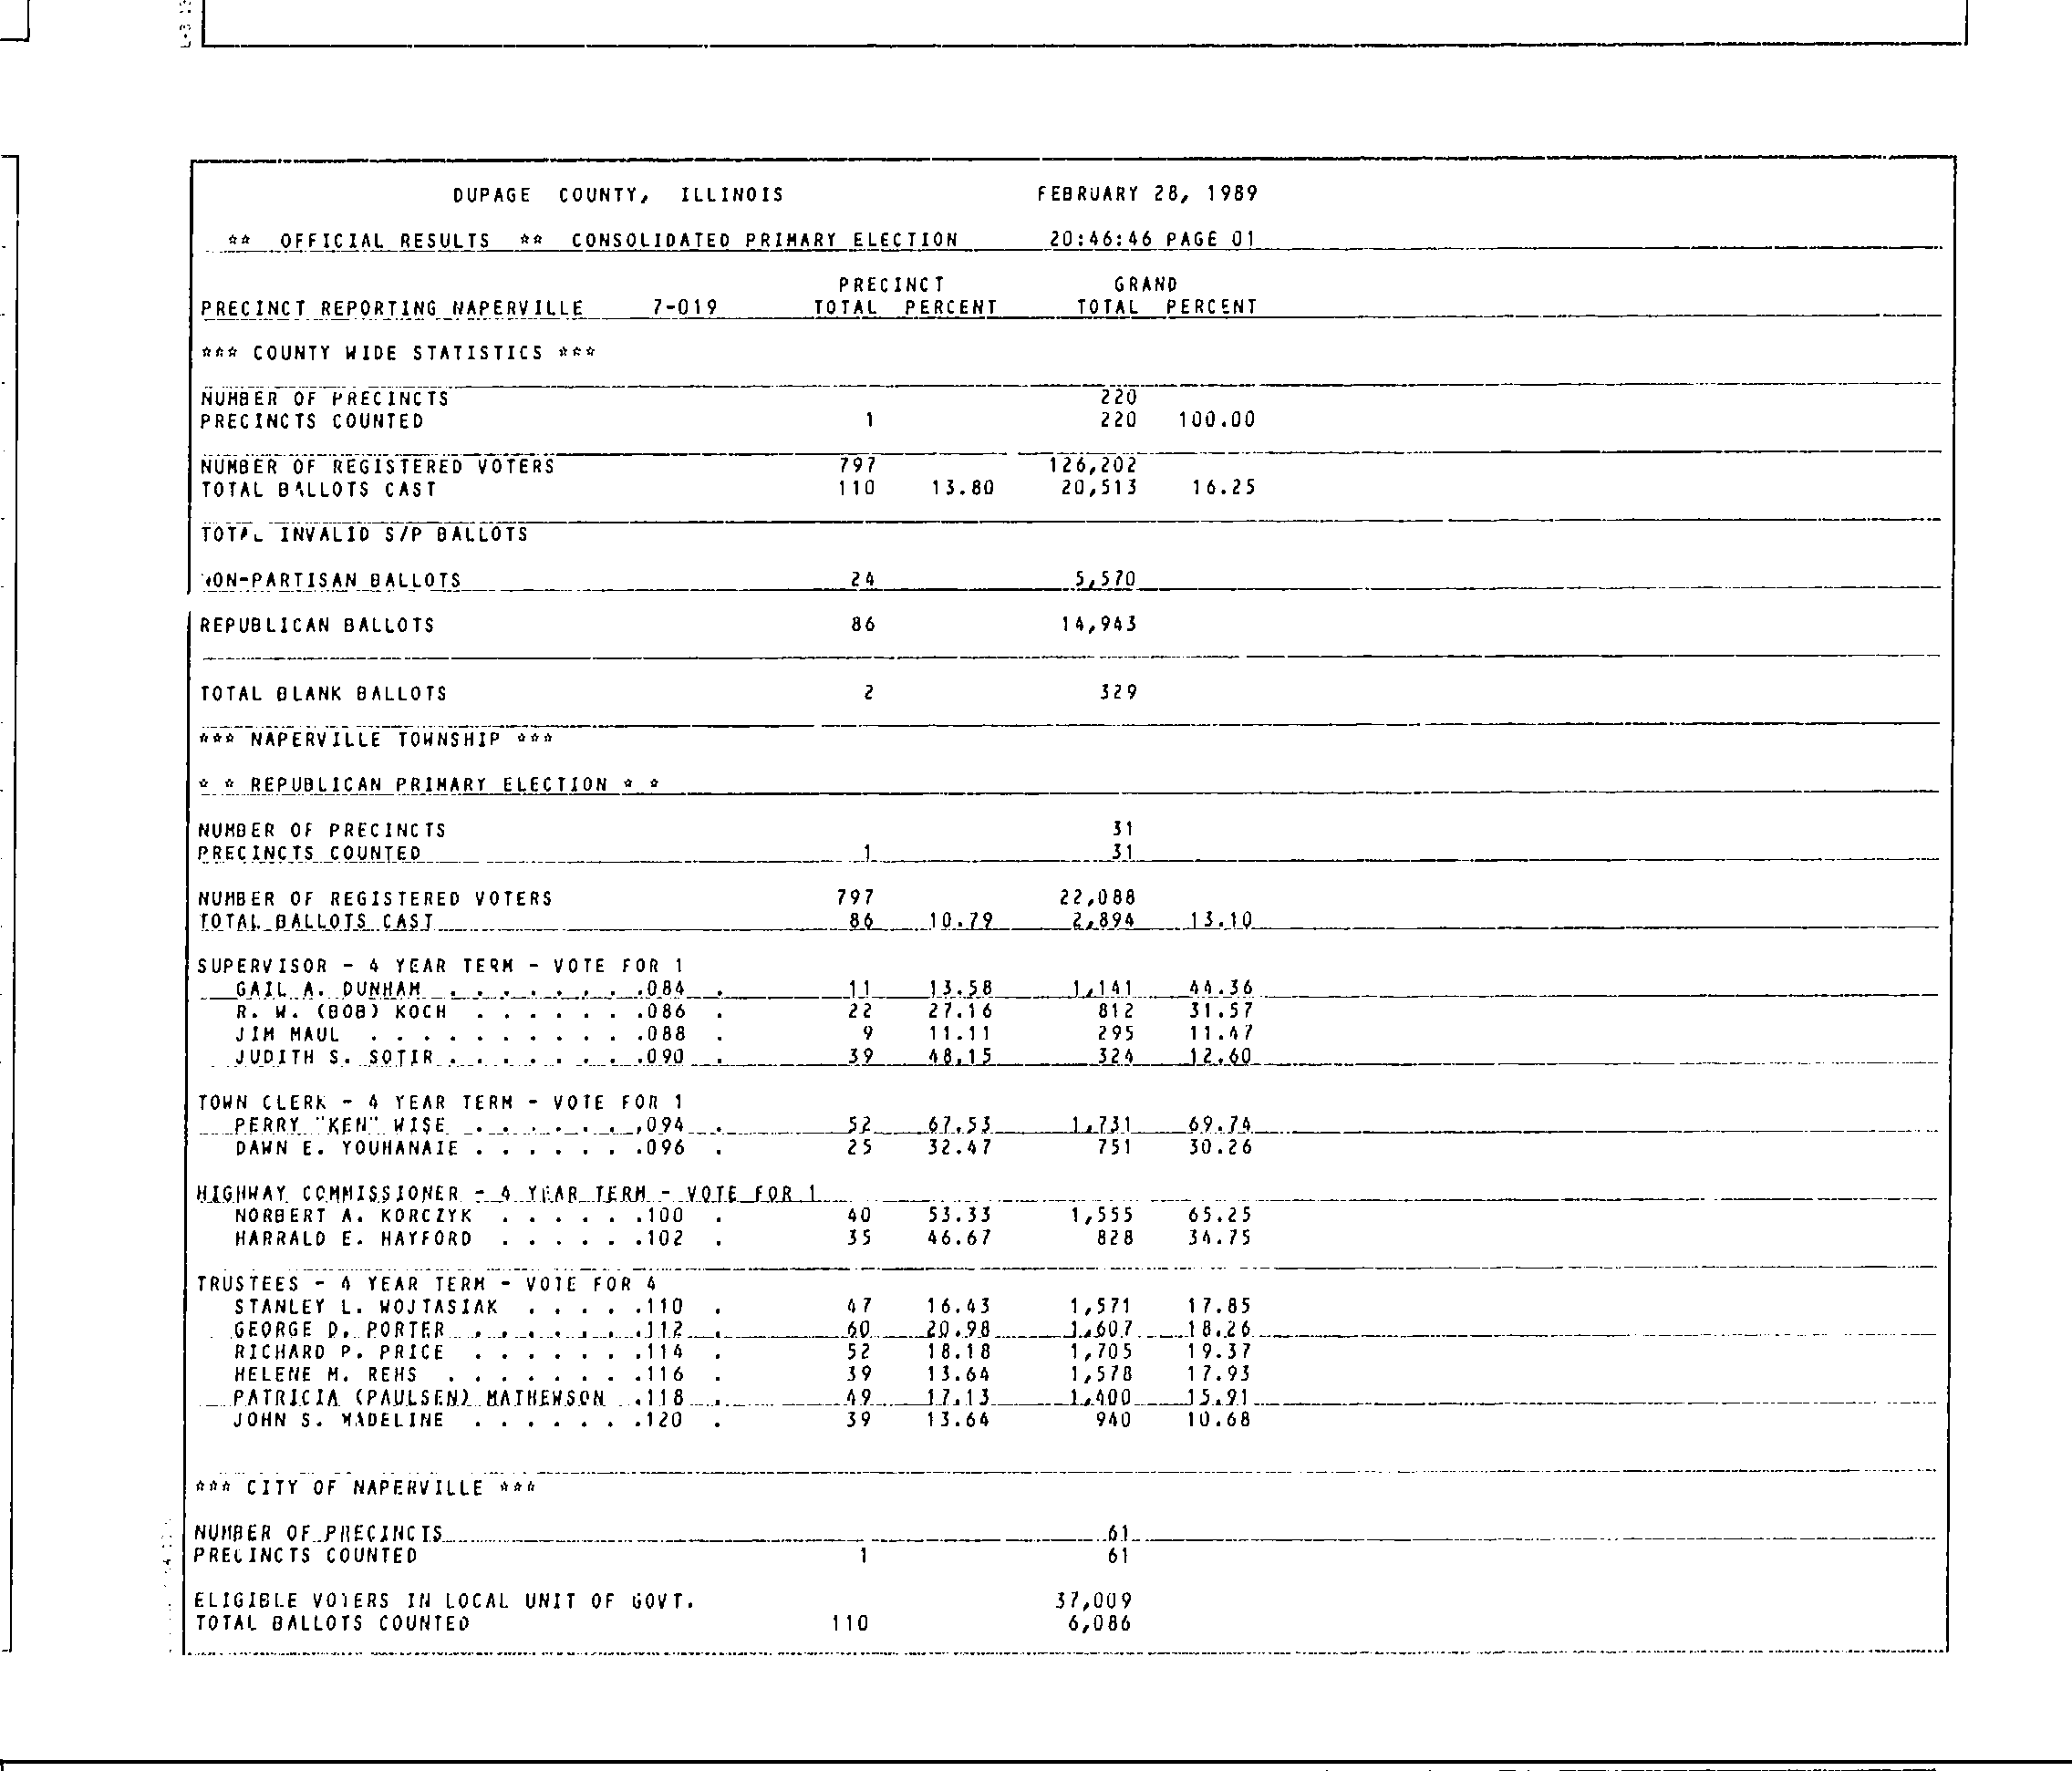 DUPAGE COUNTY, ILLINOIS FEBRUARY 28, 1989
** OFFICIAL RESULTS ** CONSOLIDATED PRIMARY ELECTION 20:46:46 PAGE 01
PRECINCT GRAND
PRECINCT REPORTING NAPERVILLE 7-019 TOTAL PERCENT TOTAL PERCENT
*** COUNTY WIDE STATISTICS ***
NUMBER OF PRECINCTS 220
PRECINCTS COUNTED 1 220 100.00
NUMBER OF REGISTERED VOTERS 797 126,202
TOTAL BALLOTS CAST 110 13.80 20,513 16.25
TOTAL INVALID S/P BALLOTS
NON-PARTISAN BALLOTS 24 5,570
REPUBLICAN BALLOTS 86 14,943
TOTAL BLANK BALLOTS 2 329
*** NAPERVILLE TOWNSHIP ***
* * REPUBLICAN PRIMARY ELECTION * *
NUMBER OF PRECINCTS 31
PRECINCTS COUNTED 1 31
NUMBER OF REGISTERED VOTERS 797 22,088
TOTAL BALLOTS CAST 86 10.79 2,894 13.10
SUPERVISOR - 4 YEAR TERM - VOTE FOR 1
GAIL A. DUNHAM . . . . . . . .084 . 11 13.58 1,141 44.36
R. W. (BOB) KOCH . . . . . . .086 . 22 27.16 812 31.57
JIM MAUL . . . . . . . . . . .088 . 9 11.11 295 11.47
JUDITH S. SOTIR . . . . . . . .090 . 39 48.15 324 12.60
TOWN CLERK - 4 YEAR TERM - VOTE FOR 1
PERRY "KEN" WISE . . . . . . .094 . 52 67.53 1,731 69.74
DAWN E. YOUHANAIE . . . . . . .096 . 25 32.47 751 30.26
HIGHWAY COMMISSIONER - 4 YEAR TERM - VOTE FOR 1
NORBERT A. KORCZYK . . . . . .100 . 40 53.33 1,555 65.25
HARRALD E. HAYFORD . . . . . .102 . 35 46.67 828 34.75
TRUSTEES - 4 YEAR TERM - VOTE FOR 4
STANLEY L. WOJTASIAK . . . . .110 . 47 16.43 1,571 17.85
GEORGE D. PORTER . . . . . . .112 . 60 20.98 1,607 18.26
RICHARD P. PRICE . . . . . . .114 . 52 18.18 1,705 19.37
HELENE M. REHS . . . . . . . .116 . 39 13.64 1,578 17.93
PATRICIA (PAULSEN) MATHEWSON .118 . 49 17.13 1,400 15.91
JOHN S. MADELINE . . . . . . .120 . 39 13.64 940 10.68
*** CITY OF NAPERVILLE ***
NUMBER OF PRECINCTS 61
PRECINCTS COUNTED 1 61
ELIGIBLE VOTERS IN LOCAL UNIT OF GOVT. 37,009
TOTAL BALLOTS COUNTED 110 6,086